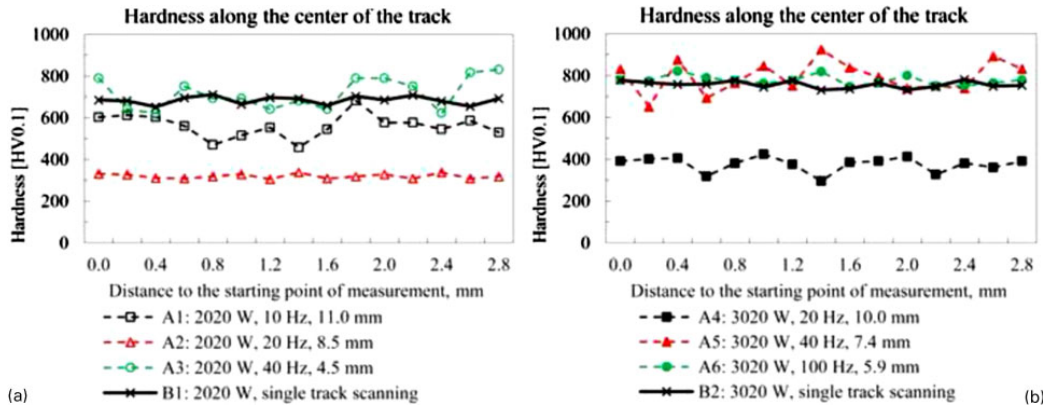 Hardness along the center of the track
1000
800
600
400
200
0
Hardness [HV0.1]
0.0 0.4 0.8 1.2 1.6 2.0 2.4 2.8
Distance to the starting point of measurement, mm
A1: 2020 W, 10 Hz, 11.0 mm
A2: 2020 W, 20 Hz, 8.5 mm
A3: 2020 W, 40 Hz, 4.5 mm
B1: 2020 W, single track scanning
(a)
Hardness along the center of the track
1000
800
600
400
200
0
Hardness [HV0.1]
0.0 0.4 0.8 1.2 1.6 2.0 2.4 2.8
Distance to the starting point of measurement, mm
A4: 3020 W, 20 Hz, 10.0 mm
A5: 3020 W, 40 Hz, 7.4 mm
A6: 3020 W, 100 Hz, 5.9 mm
B2: 3020 W, single track scanning
(b)